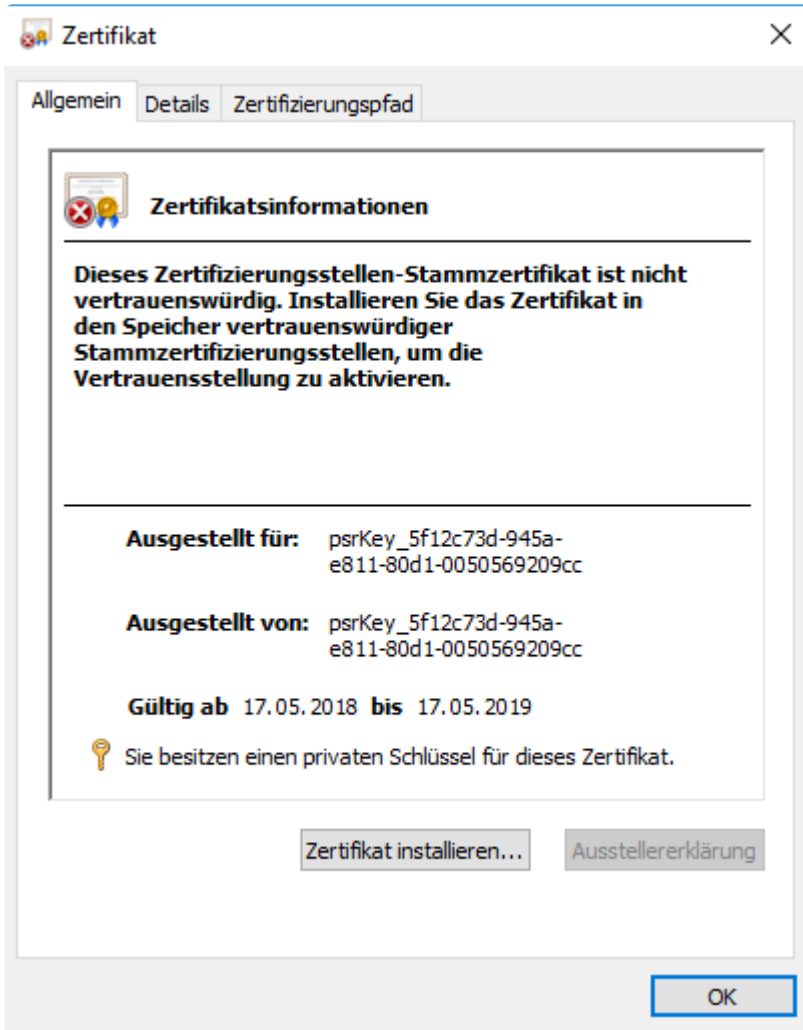 Zertifikat
Allgemein Details Zertifizierungspfad
Zertifikatsinformationen
Dieses Zertifizierungsstellen-Stammzertifikat ist nicht
vertrauenswürdig. Installieren Sie das Zertifikat in
den Speicher vertrauenswürdiger
Stammzertifizierungsstellen, um die
Vertrauensstellung zu aktivieren.
Ausgestellt für: psrKey_5f12c73d-945a-
e811-80d1-0050569209cc
Ausgestellt von: psrKey_5f12c73d-945a-
e811-80d1-0050569209cc
Gültig ab 17.05.2018 bis 17.05.2019
Sie besitzen einen privaten Schlüssel für dieses Zertifikat.
Zertifikat installieren... Ausstellererklärung
OK